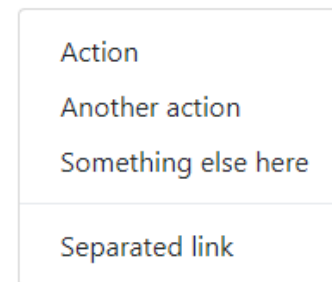 Action
Another action
Something else here
Separated link